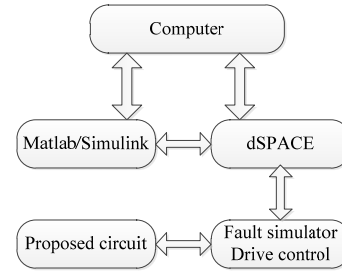 Computer
Matlab/Simulink
dSPACE
Proposed circuit
Fault simulator
Drive control